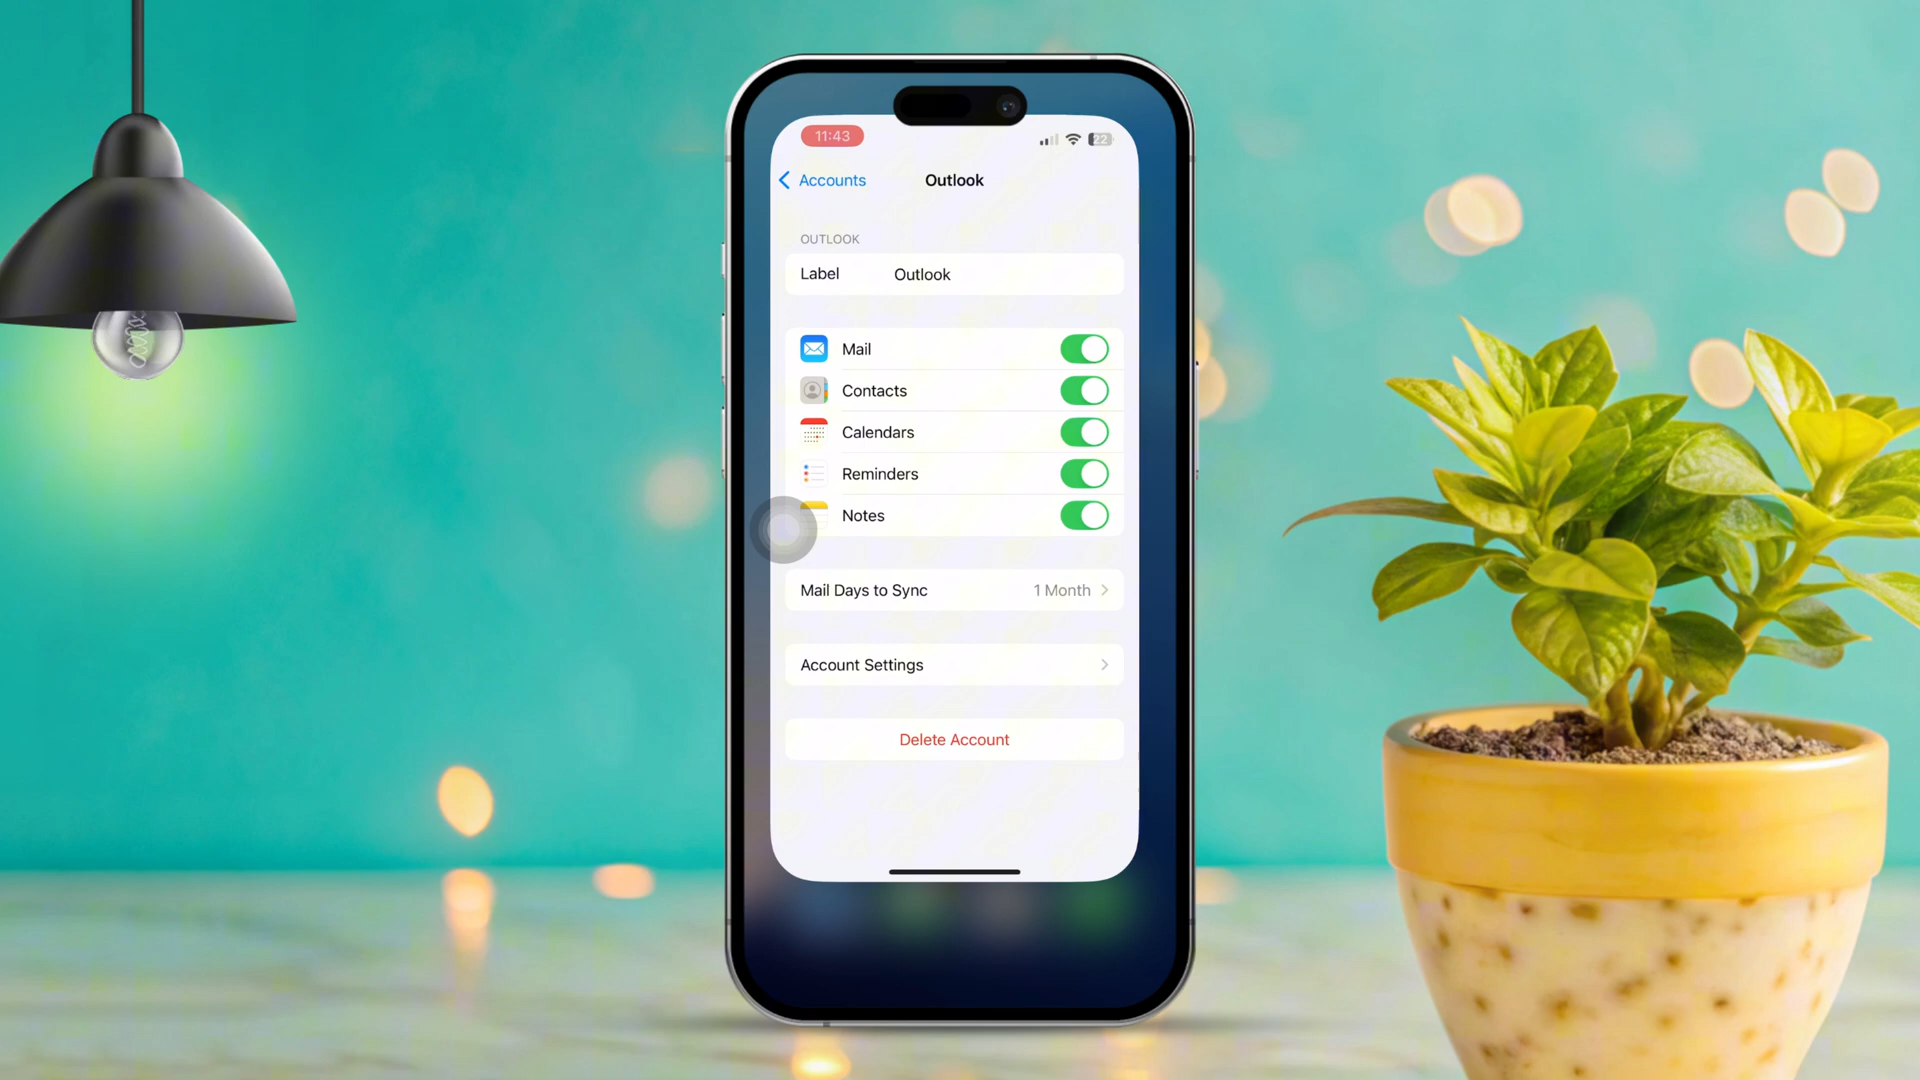 11:43
22
Accounts
Outlook
OUTLOOK
Label Outlook
Mail
Contacts
Calendars
Reminders
Notes
Mail Days to Sync 1 Month
Account Settings
Delete Account